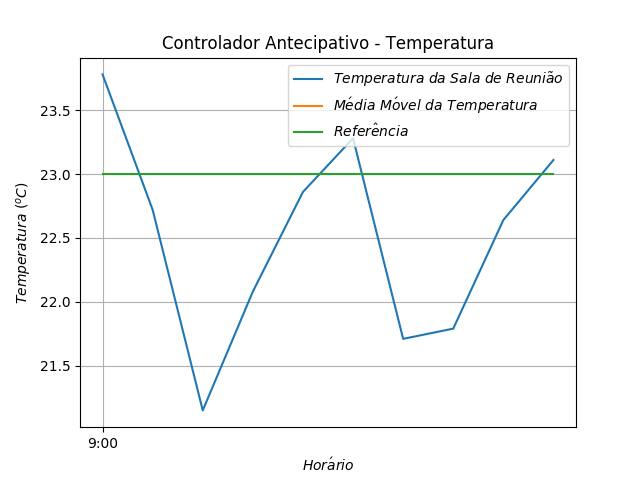 Controlador Antecipativo - Temperatura
Temperatura da Sala de Reunião
Média Móvel da Temperatura
Referência
23.5
23.0
22.5
22.0
21.5
Temperatura (°C)
9:00
Horário